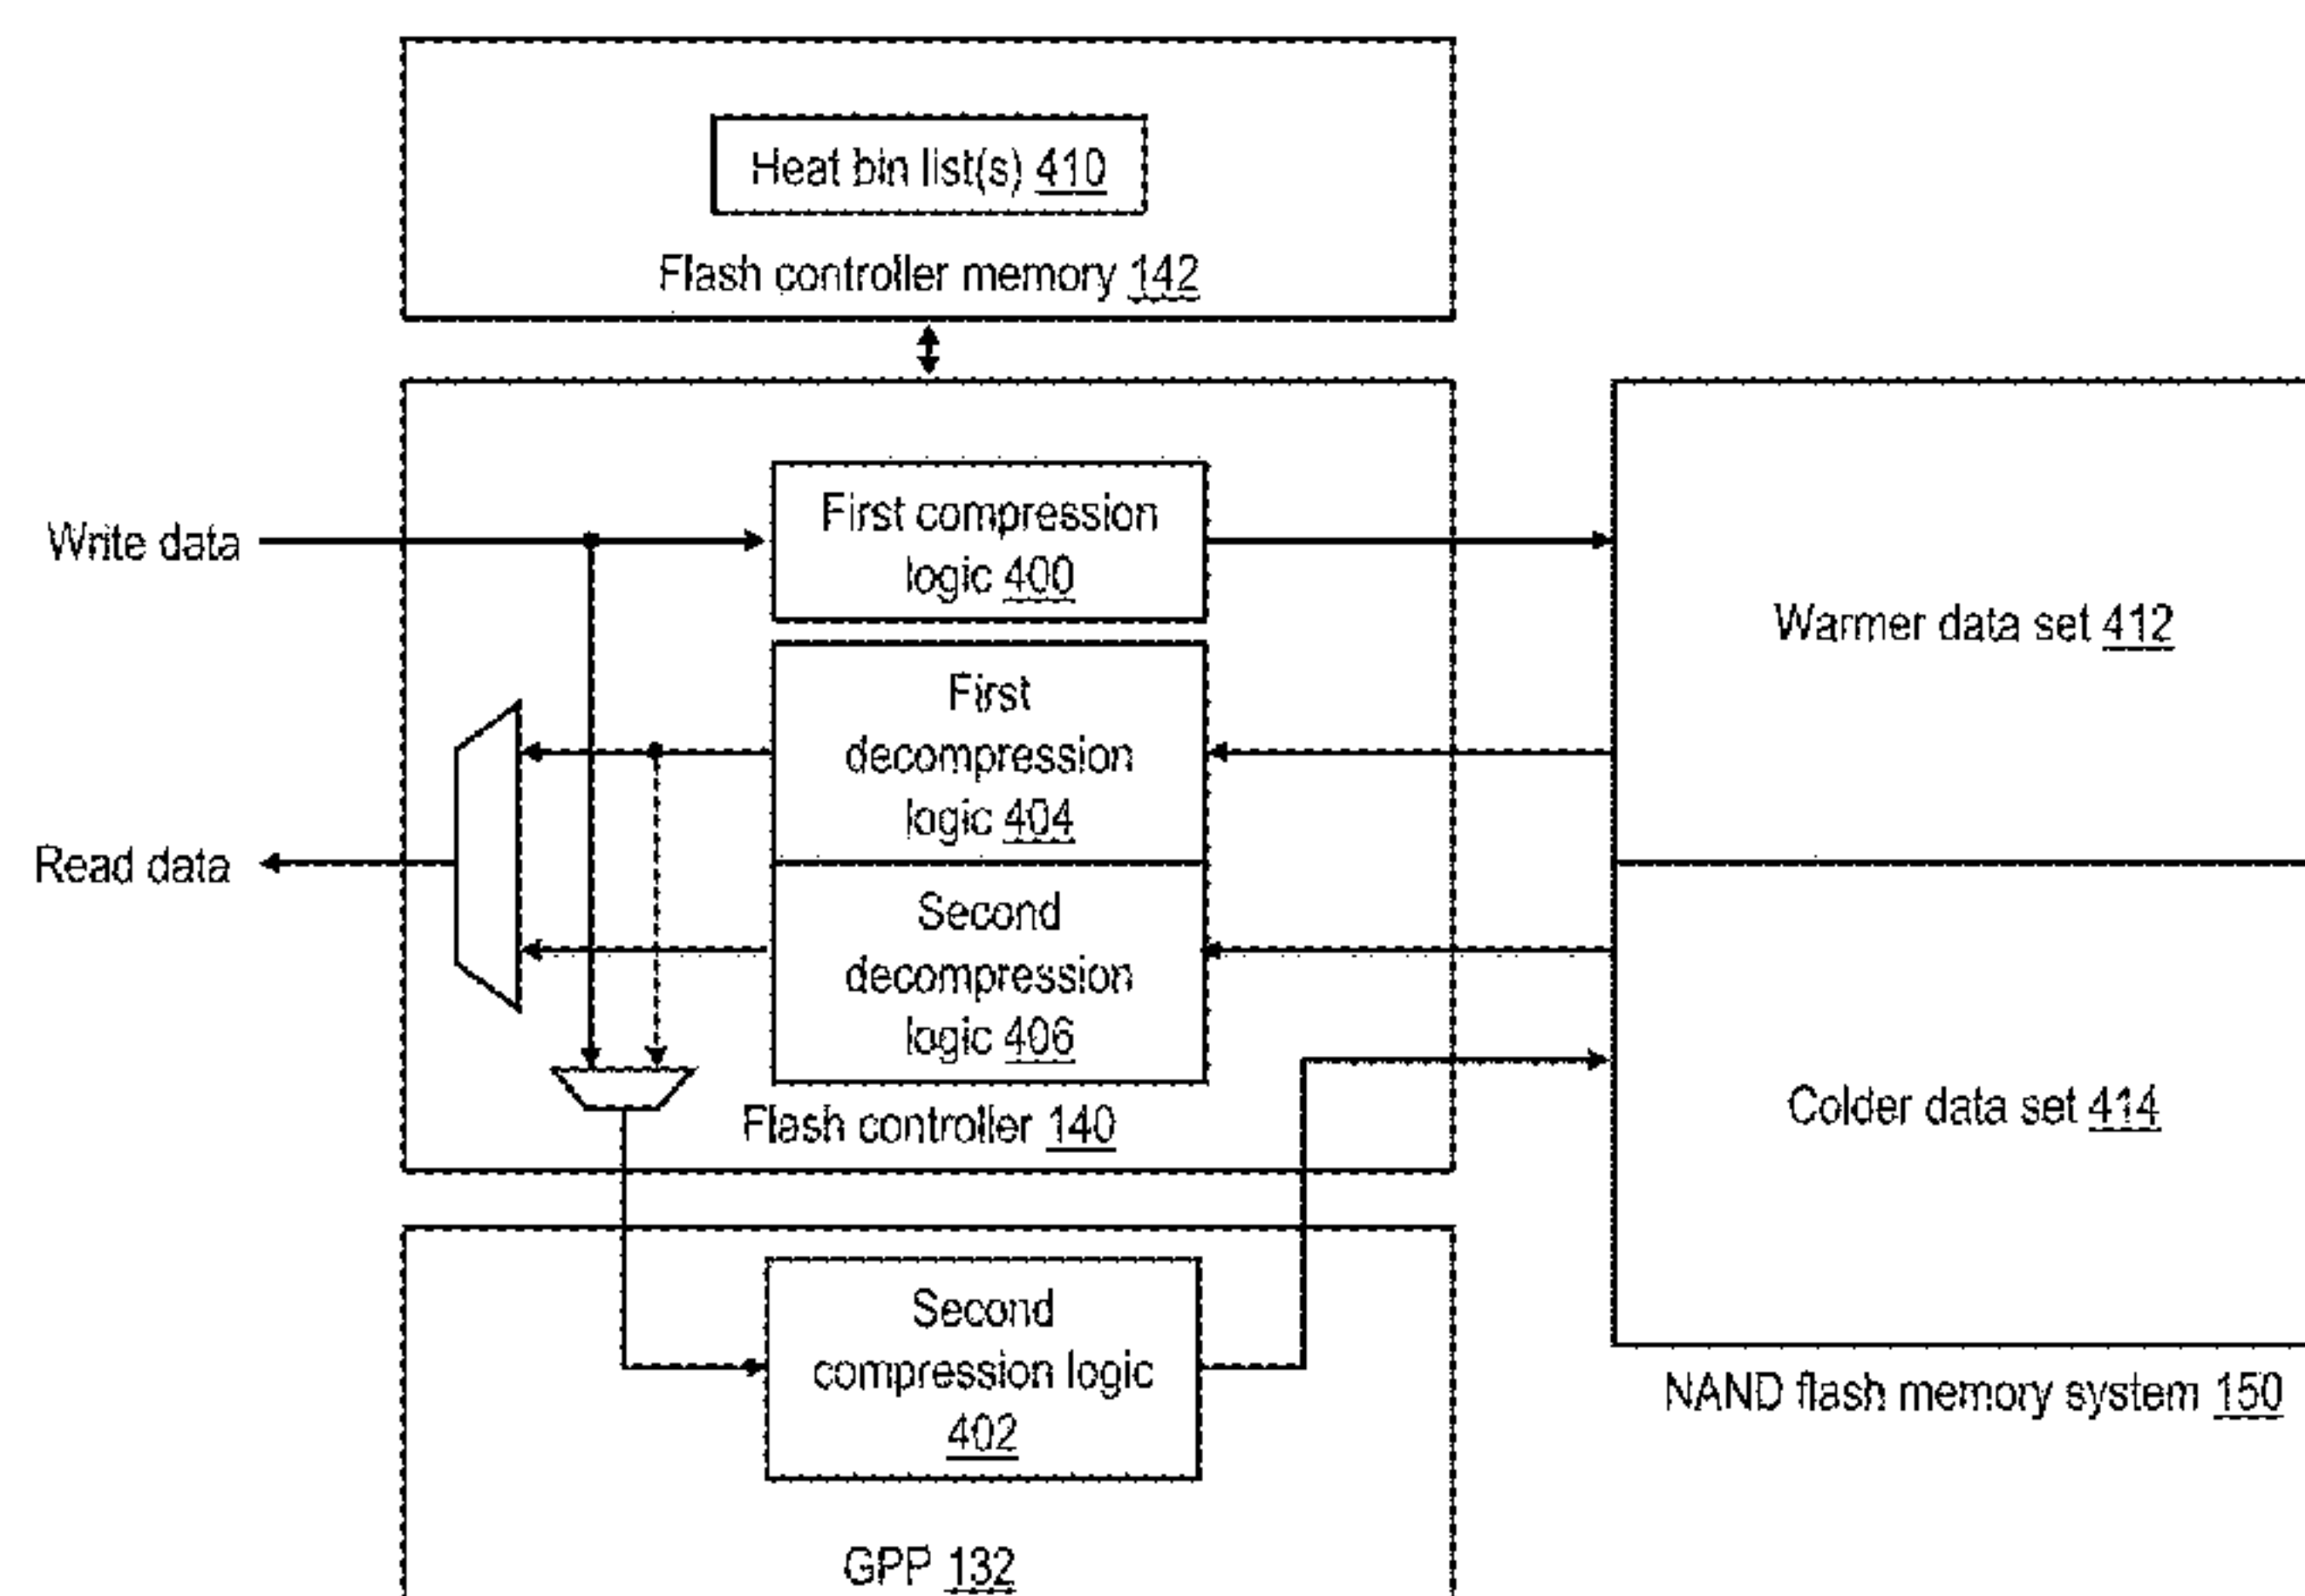 Heat bin list(s) 410
Flash controller memory 142
Write data
First compression
logic 400
Warmer data set 412
First
decompression
logic 404
Read data
Second
decompression
logic 406
Colder data set 414
Flash controller 140
Second
compression logic
402
NAND flash memory system 150
GPP 132